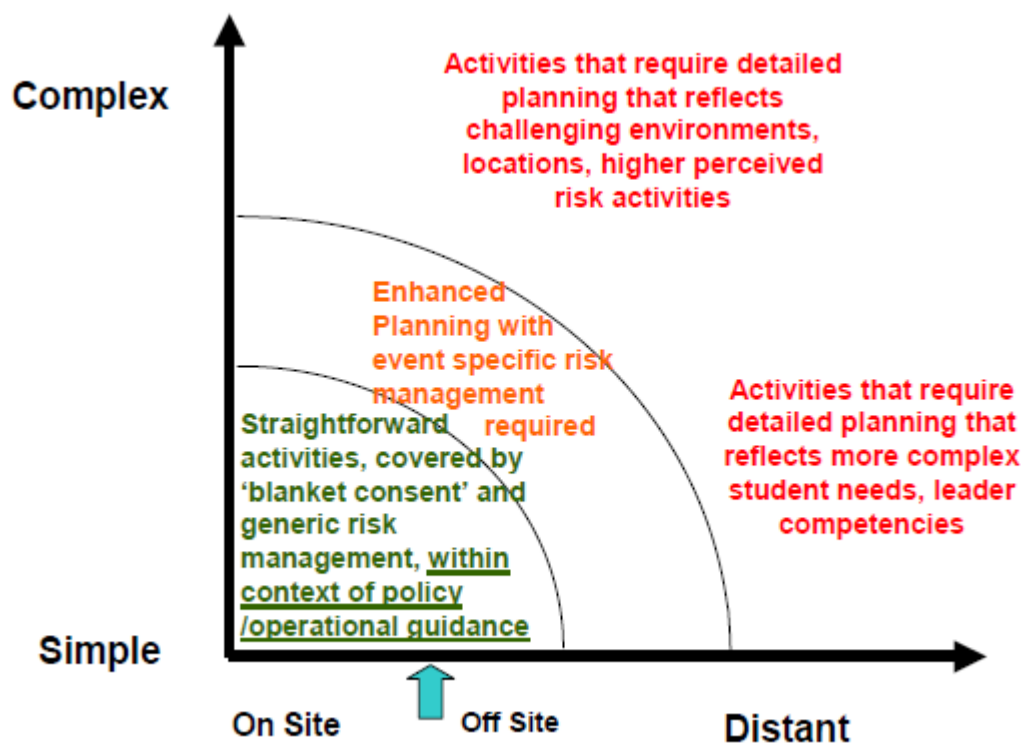 Complex
Activities that require detailed
planning that reflects
challenging environments,
locations, higher perceived
risk activities
Enhanced
Planning with
event specific risk
management
required
Straightforward
activities, covered by
‘blanket consent’ and
generic risk
management, within
context of policy
/operational guidance
Activities that require
detailed planning that
reflects more complex
student needs, leader
competencies
Simple
On Site
Off Site
Distant